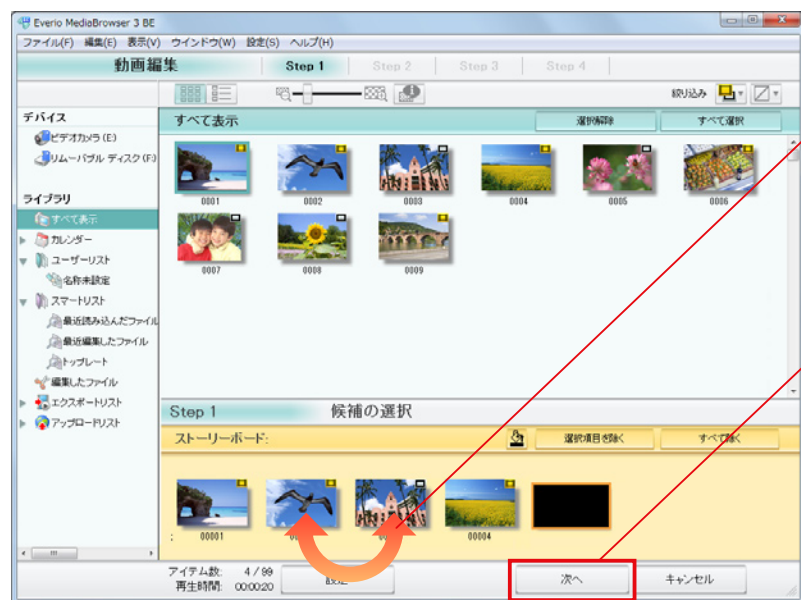 Everio MediaBrowser 3 BE
ファイル(F) 編集(E) 表示(V) ウインドウ(W) 設定(S) ヘルプ(H)
動画編集 Step 1 Step 2 Step 3 Step 4
絞り込み
デバイス
ビデオカメラ (E)
リムーバブル ディスク (F)
ライブラリ
すべて表示
カレンダー
ユーザーリスト
名称未設定
スマートリスト
最近読み込んだファイル
最近編集したファイル
トップレート
編集したファイル
エクスポートリスト
アップロードリスト
すべて表示 選択解除 すべて選択
0001 0002 0003 0004 0005 0006
0007 0008 0009
Step 1 候補の選択
ストーリーボード: 選択項目を除く すべて除く
: 00001 00004
アイテム数: 4 / 99
再生時間: 00:00:20
次へ キャンセル